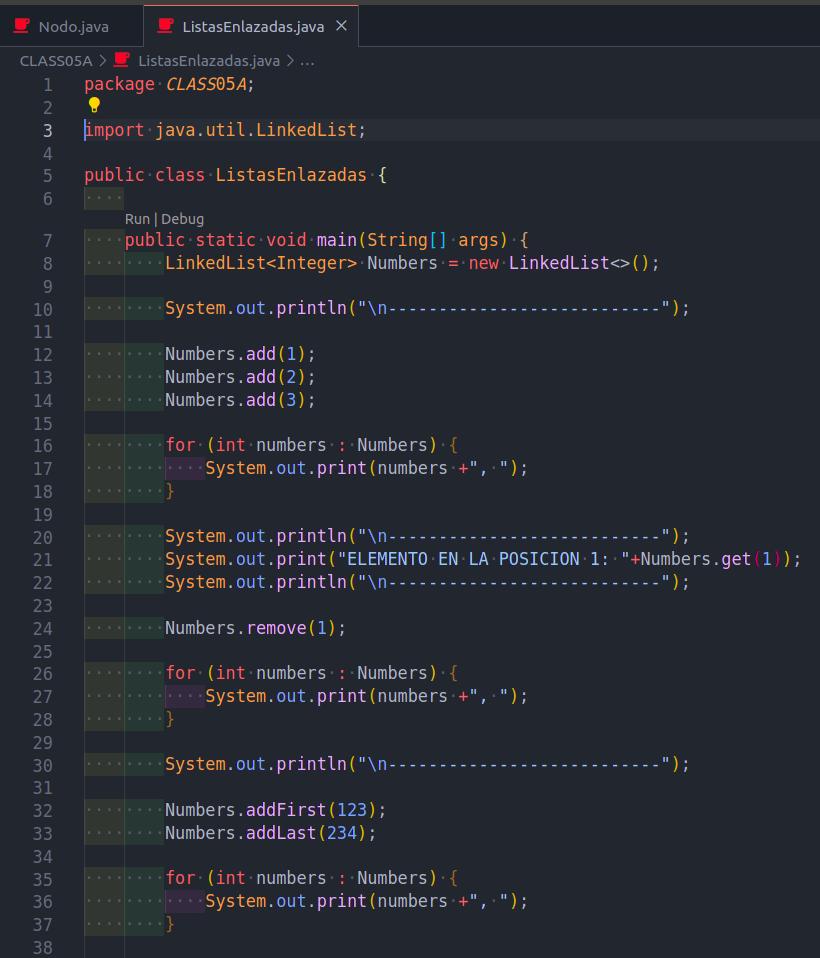 Nodo.java
ListasEnlazadas.java ×
CLASS05A > ListasEnlazadas.java > ...
1 package CLASS05A;
2
3 import java.util.LinkedList;
4
5 public class ListasEnlazadas {
6
Run | Debug
7 public static void main(String[] args) {
8 LinkedList<Integer> Numbers = new LinkedList<>();
9
10 System.out.println("\n---------------------------");
11
12 Numbers.add(1);
13 Numbers.add(2);
14 Numbers.add(3);
15
16 for (int numbers : Numbers) {
17 System.out.print(numbers +", ");
18 }
19
20 System.out.println("\n---------------------------");
21 System.out.print("ELEMENTO EN LA POSICION 1: "+Numbers.get(1));
22 System.out.println("\n---------------------------");
23
24 Numbers.remove(1);
25
26 for (int numbers : Numbers) {
27 System.out.print(numbers +", ");
28 }
29
30 System.out.println("\n---------------------------");
31
32 Numbers.addFirst(123);
33 Numbers.addLast(234);
34
35 for (int numbers : Numbers) {
36 System.out.print(numbers +", ");
37 }
38